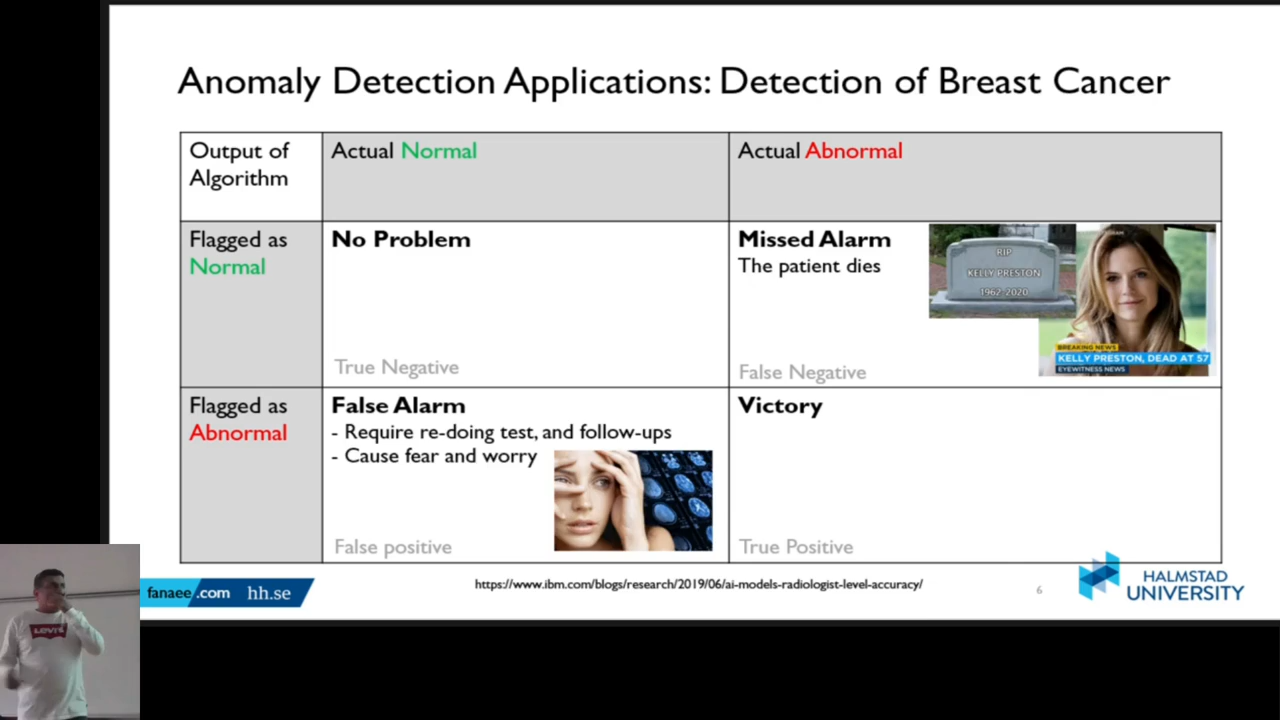 Anomaly Detection Applications: Detection of Breast Cancer
Output of
Algorithm
Actual Normal
Actual Abnormal
Flagged as
Normal
No Problem
True Negative
Missed Alarm
The patient dies
False Negative
RIP
KELLY PRESTON
1962-2020
BREAKING NEWS
KELLY PRESTON, DEAD AT 57
EYEWITNESS NEWS
Flagged as
Abnormal
False Alarm
- Require re-doing test, and follow-ups
- Cause fear and worry
False positive
Victory
True Positive
fanaee.com hh.se
https://www.ibm.com/blogs/research/2019/06/ai-models-radiologist-level-accuracy/
6
HALMSTAD
UNIVERSITY
LEVI'S